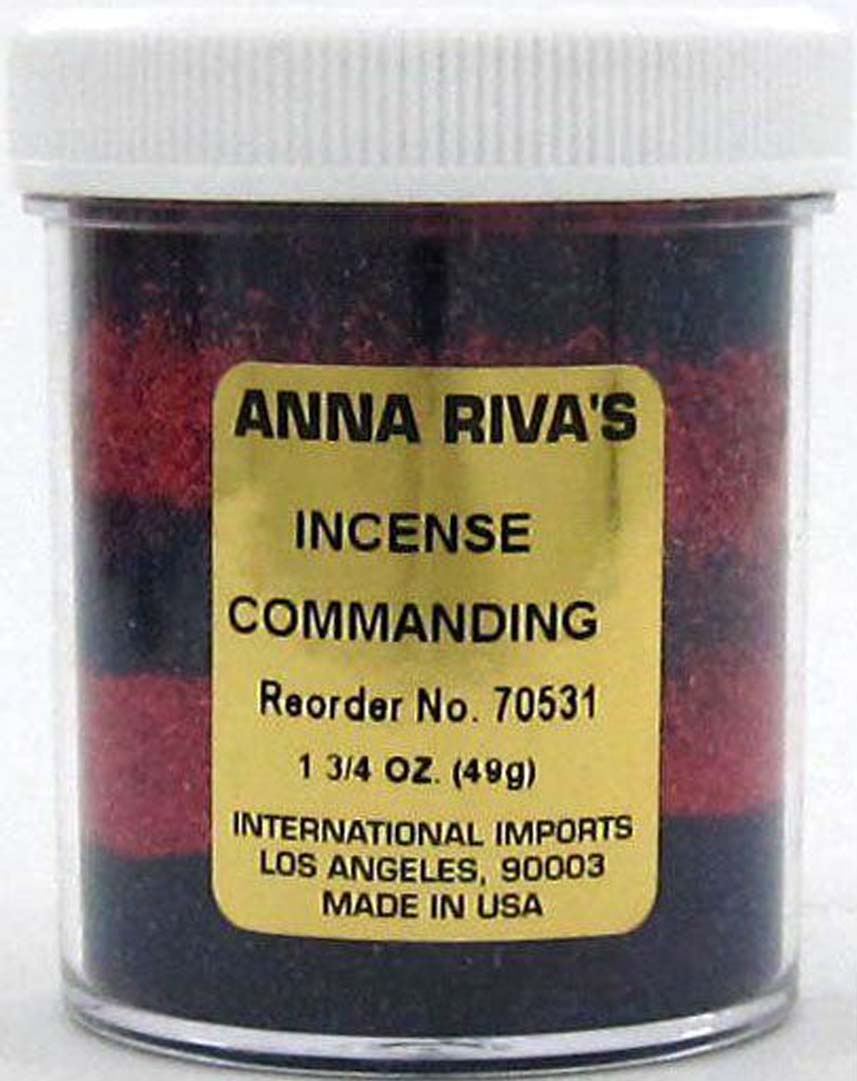 ANNA RIVA'S
INCENSE
COMMANDING
Reorder No. 70531
1 3/4 OZ. (49g)
INTERNATIONAL IMPORTS
LOS ANGELES, 90003
MADE IN USA